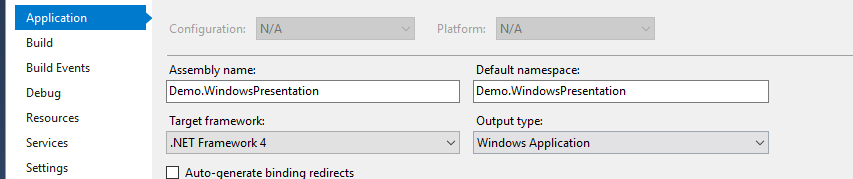 Application
Build
Build Events
Debug
Resources
Services
Settings
Configuration: N/A Platform: N/A
Assembly name: Default namespace:
Demo.WindowsPresentation Demo.WindowsPresentation
Target framework: Output type:
.NET Framework 4 Windows Application
Auto-generate binding redirects